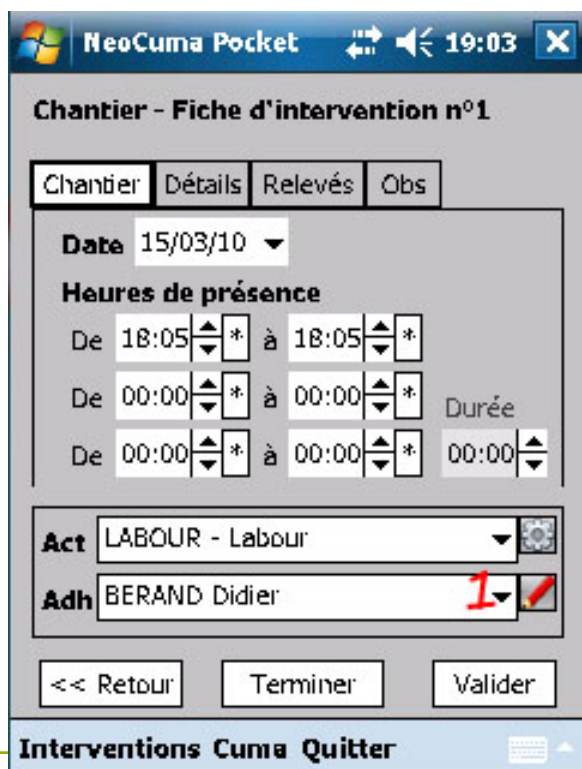 NeoCuma Pocket 19:03
Chantier - Fiche d'intervention n°1
Chantier Détails Relevés Obs
Date 15/03/10
Heures de présence
De 18:05 * à 18:05 *
De 00:00 * à 00:00 * Durée
De 00:00 * à 00:00 * 00:00
Act LABOUR - Labour
Adh BERAND Didier 1
<< Retour Terminer Valider
Interventions Cuma Quitter